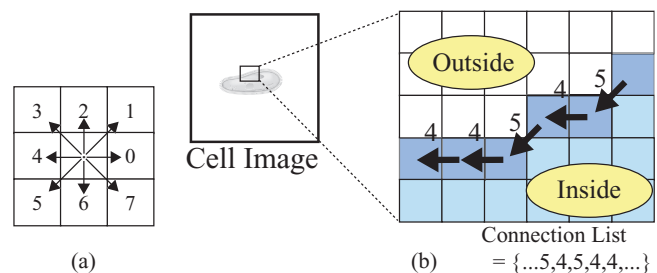 3 2 1
4 0
5 6 7
(a)
Cell Image
Outside
5
4
5
4 4
Inside
(b)
Connection List
= {...5,4,5,4,4,...}